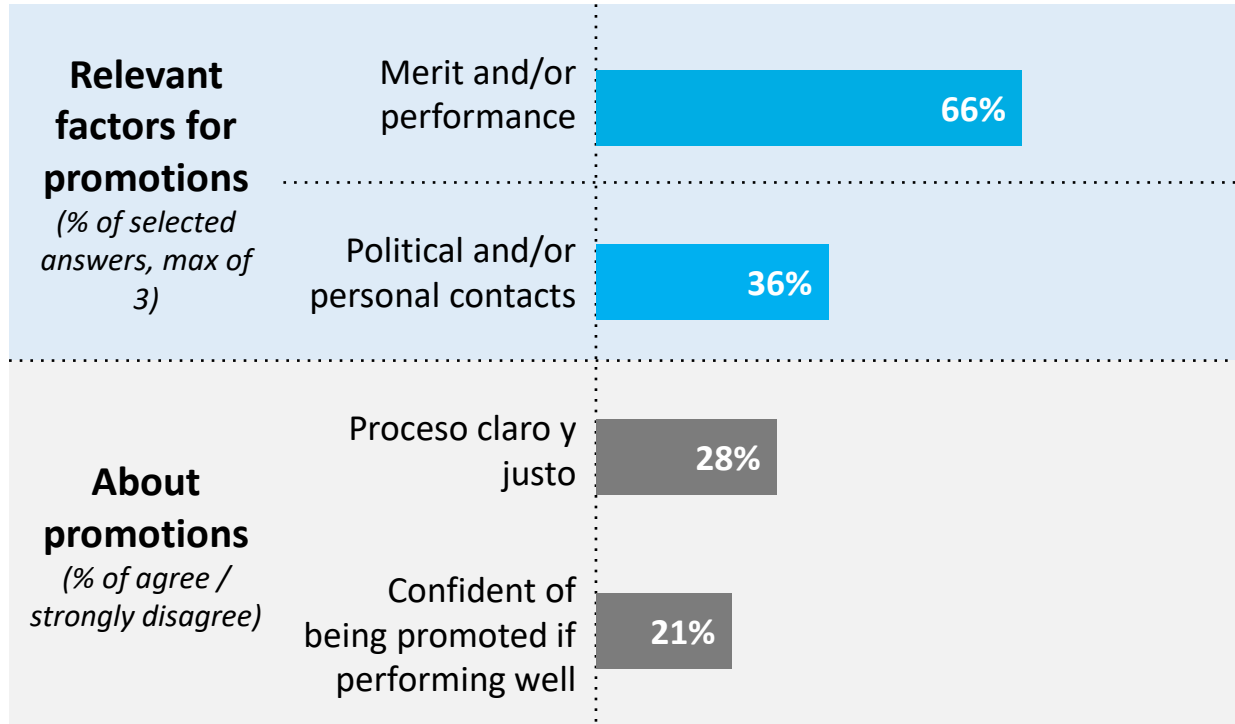 Relevant
factors for
promotions
(% of selected
answers, max of
3)
Merit and/or
performance
66%
Political and/or
personal contacts
36%
About
promotions
(% of agree /
strongly disagree)
Proceso claro y
justo
28%
Confident of
being promoted if
performing well
21%